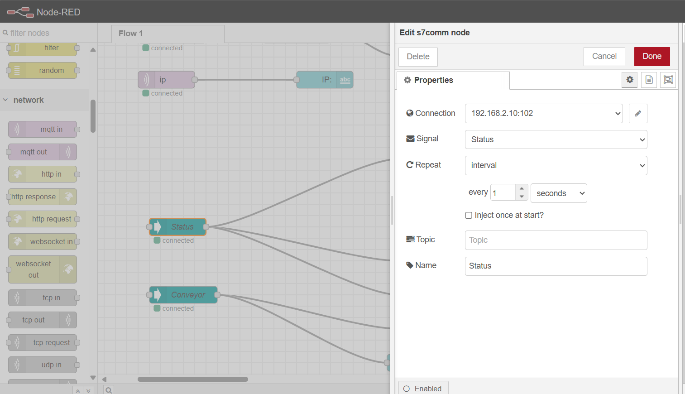 Node-RED
filter nodes
filter
random
network
mqtt in
mqtt out
http in
http response
http request
websocket in
websocket
out
tcp in
tcp out
tcp request
udp in
Flow 1
connected
ip
connected
IP:
abc
Status
connected
Conveyor
connected
Edit s7comm node
Delete
Cancel
Done
Properties
Connection
192.168.2.10:102
Signal
Status
Repeat
interval
every 1 seconds
Inject once at start?
Topic
Topic
Name
Status
Enabled